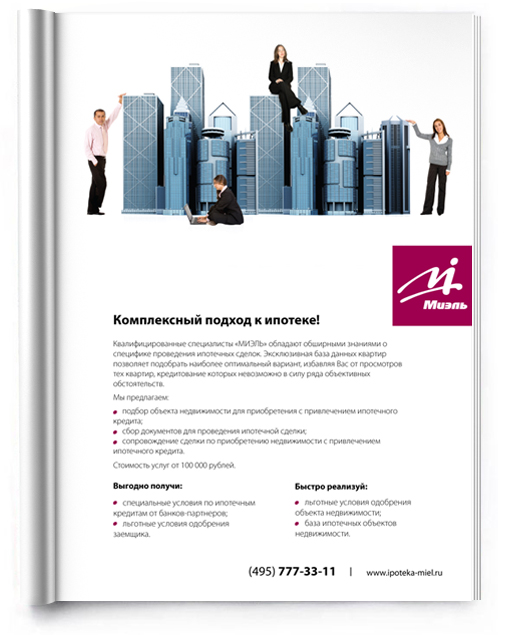 Миэль
Комплексный подход к ипотеке!
Квалифицированные специалисты «МИЭЛЬ» обладают обширными знаниями о
специфике проведения ипотечных сделок. Эксклюзивная база данных квартир
позволяет подобрать наиболее оптимальный вариант, избавляя Вас от просмотров
тех квартир, кредитование которых невозможно в силу ряда объективных
обстоятельств.
Мы предлагаем:
• подбор объекта недвижимости для приобретения с привлечением ипотечного
кредита;
• сбор документов для проведения ипотечной сделки;
• сопровождение сделки по приобретению недвижимости с привлечением
ипотечного кредита.
Стоимость услуг от 100 000 рублей.
Выгодно получи:
• специальные условия по ипотечным
кредитам от банков-партнеров;
• льготные условия одобрения
заемщика.
Быстро реализуй:
• льготные условия одобрения
объекта недвижимости;
• база ипотечных объектов
недвижимости.
(495) 777-33-11 | www.ipoteka-miel.ru